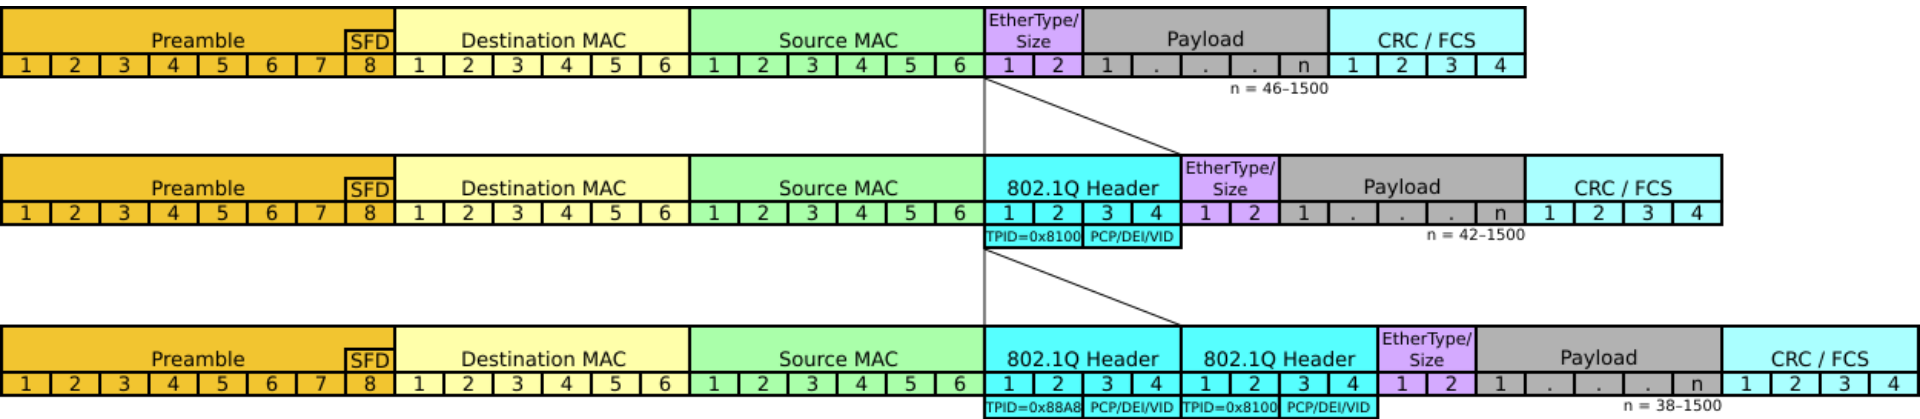 EtherType/
Preamble SFD Destination MAC Source MAC Size Payload CRC / FCS
1 2 3 4 5 6 7 8 1 2 3 4 5 6 1 2 3 4 5 6 1 2 1 . . . n 1 2 3 4
n = 46–1500
EtherType/
Preamble SFD Destination MAC Source MAC 802.1Q Header Size Payload CRC / FCS
1 2 3 4 5 6 7 8 1 2 3 4 5 6 1 2 3 4 5 6 1 2 3 4 1 2 1 . . . n 1 2 3 4
TPID=0x8100 PCP/DEI/VID n = 42–1500
EtherType/
Preamble SFD Destination MAC Source MAC 802.1Q Header 802.1Q Header Size Payload CRC / FCS
1 2 3 4 5 6 7 8 1 2 3 4 5 6 1 2 3 4 5 6 1 2 3 4 1 2 3 4 1 2 1 . . . n 1 2 3 4
TPID=0x88A8 PCP/DEI/VID TPID=0x8100 PCP/DEI/VID n = 38–1500